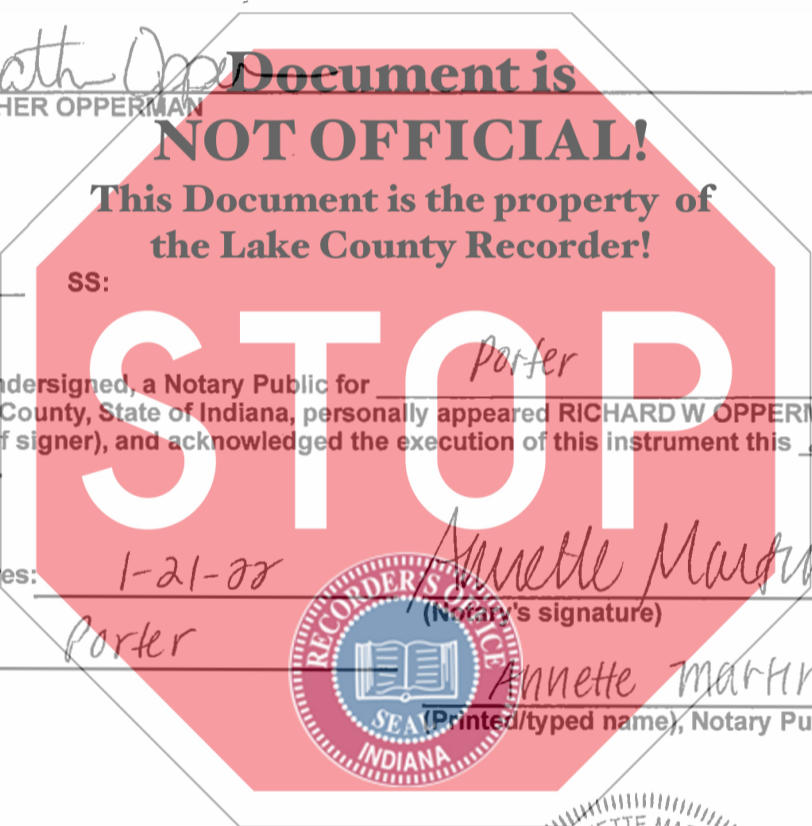 Document is
HER OPPERMAN
NOT OFFICIAL!
This Document is the property of
the Lake County Recorder!
SS:
STOP
Porter
ndersigned, a Notary Public for
County, State of Indiana, personally appeared RICHARD W OPPERM
f signer), and acknowledged the execution of this instrument this
es: 1-21-22
Annette Martin
(Notary's signature)
Porter
Annette Martin
(Printed/typed name), Notary Pu
RECORDER'S OFFICE
SEAL
INDIANA